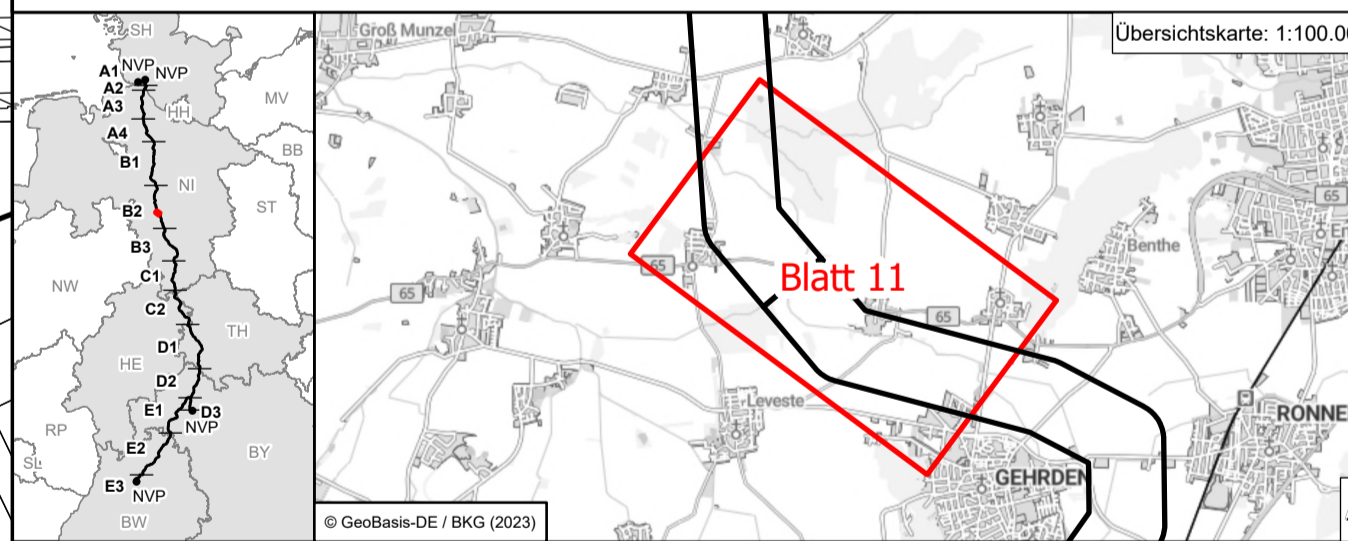 SH
A1
NVP
NVP
A2
A3
HH
MV
A4
BB
B1
NI
B2
ST
B3
NW
C1
C2
TH
D1
HE
D2
E1
D3
NVP
RP
E2
BY
SL
E3
NVP
BW
Groß Munzel
Übersichtskarte: 1:100.00
65
Benthe
65
Blatt 11
65
65
Leveste
GEHRDEN
RONNE
© GeoBasis-DE / BKG (2023)